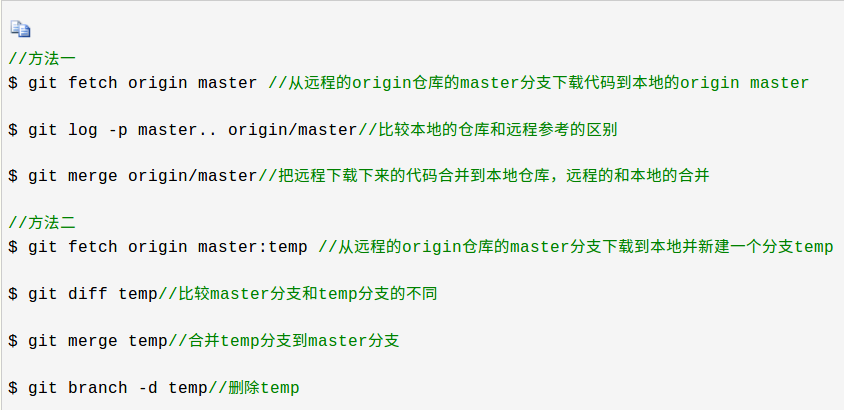 //方法一
$ git fetch origin master //从远程的origin仓库的master分支下载代码到本地的origin master
$ git log -p master.. origin/master//比较本地的仓库和远程参考的区别
$ git merge origin/master//把远程下载下来的代码合并到本地仓库，远程的和本地的合并
//方法二
$ git fetch origin master:temp //从远程的origin仓库的master分支下载到本地并新建一个分支temp
$ git diff temp//比较master分支和temp分支的不同
$ git merge temp//合并temp分支到master分支
$ git branch -d temp//删除temp